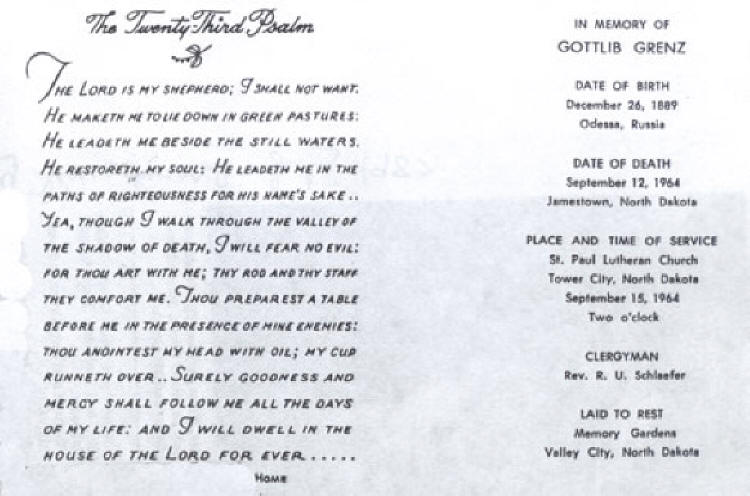 The Twenty Third Psalm
THE LORD IS MY SHEPHERD; I SHALL NOT WANT.
HE MAKETH ME TO LIE DOWN IN GREEN PASTURES:
HE LEADETH ME BESIDE THE STILL WATERS.
HE RESTORETH MY SOUL: HE LEADETH ME IN THE
PATHS OF RIGHTEOUSNESS FOR HIS NAME'S SAKE ..
YEA, THOUGH I WALK THROUGH THE VALLEY OF
THE SHADOW OF DEATH, I WILL FEAR NO EVIL:
FOR THOU ART WITH ME; THY ROD AND THY STAFF
THEY COMFORT ME. THOU PREPAREST A TABLE
BEFORE ME IN THE PRESENCE OF MINE ENEMIES:
THOU ANOINTEST MY HEAD WITH OIL; MY CUP
RUNNETH OVER .. SURELY GOODNESS AND
MERCY SHALL FOLLOW ME ALL THE DAYS
OF MY LIFE: AND I WILL DWELL IN THE
HOUSE OF THE LORD FOR EVER .....
HOME
IN MEMORY OF
GOTTLIB GRENZ
DATE OF BIRTH
December 26, 1889
Odessa, Russia
DATE OF DEATH
September 12, 1964
Jamestown, North Dakota
PLACE AND TIME OF SERVICE
St. Paul Lutheran Church
Tower City, North Dakota
September 15, 1964
Two o'clock
CLERGYMAN
Rev. R. U. Schlaefer
LAID TO REST
Memory Gardens
Valley City, North Dakota